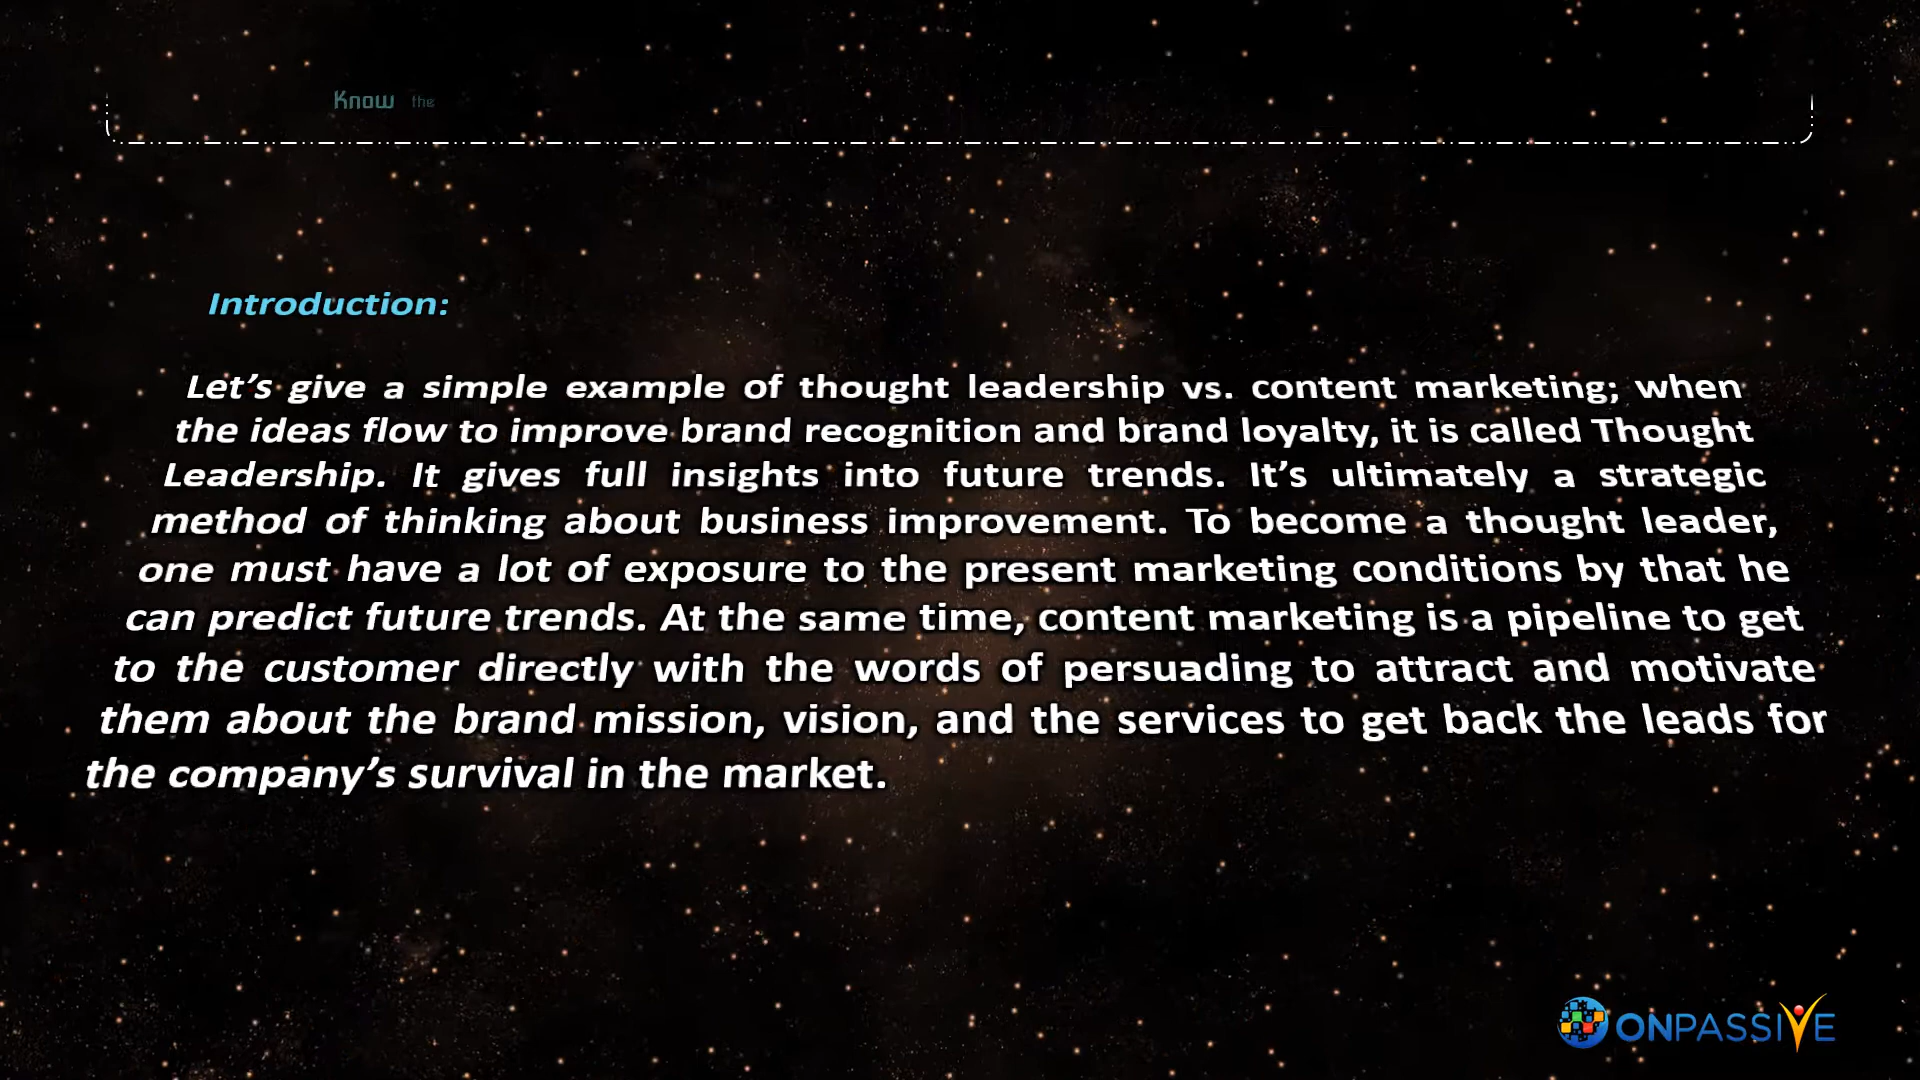 Know the
Introduction:
Let's give a simple example of thought leadership vs. content marketing; when
the ideas flow to improve brand recognition and brand loyalty, it is called Thought
Leadership. It gives full insights into future trends. It's ultimately a strategic
method of thinking about business improvement. To become a thought leader,
one must have a lot of exposure to the present marketing conditions by that he
can predict future trends. At the same time, content marketing is a pipeline to get
to the customer directly with the words of persuading to attract and motivate
them about the brand mission, vision, and the services to get back the leads for
the company's survival in the market.
ONPASSIVE